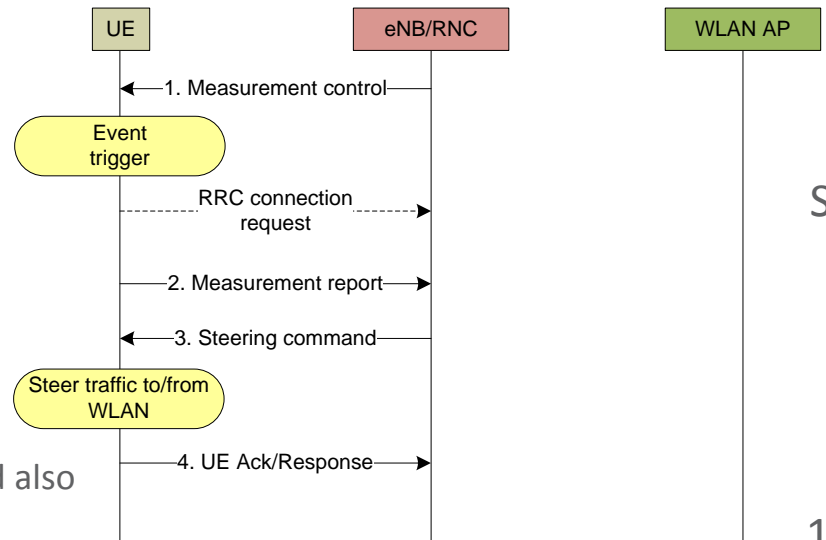 UE
eNB/RNC
WLAN AP
1. Measurement control
Event
trigger
RRC connection
request
S
2. Measurement report
3. Steering command
Steer traffic to/from
WLAN
4. UE Ack/Response
d also
1